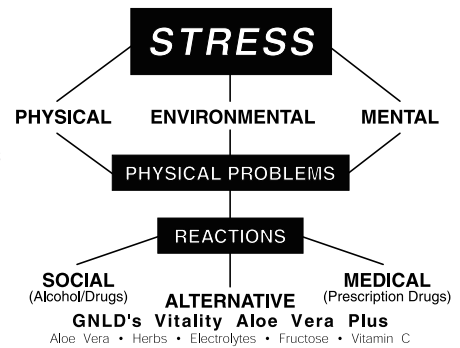 STRESS
PHYSICAL ENVIRONMENTAL MENTAL
PHYSICAL PROBLEMS
REACTIONS
SOCIAL MEDICAL
(Alcohol/Drugs) (Prescription Drugs)
ALTERNATIVE
GNLD's Vitality Aloe Vera Plus
Aloe Vera • Herbs • Electrolytes • Fructose • Vitamin C